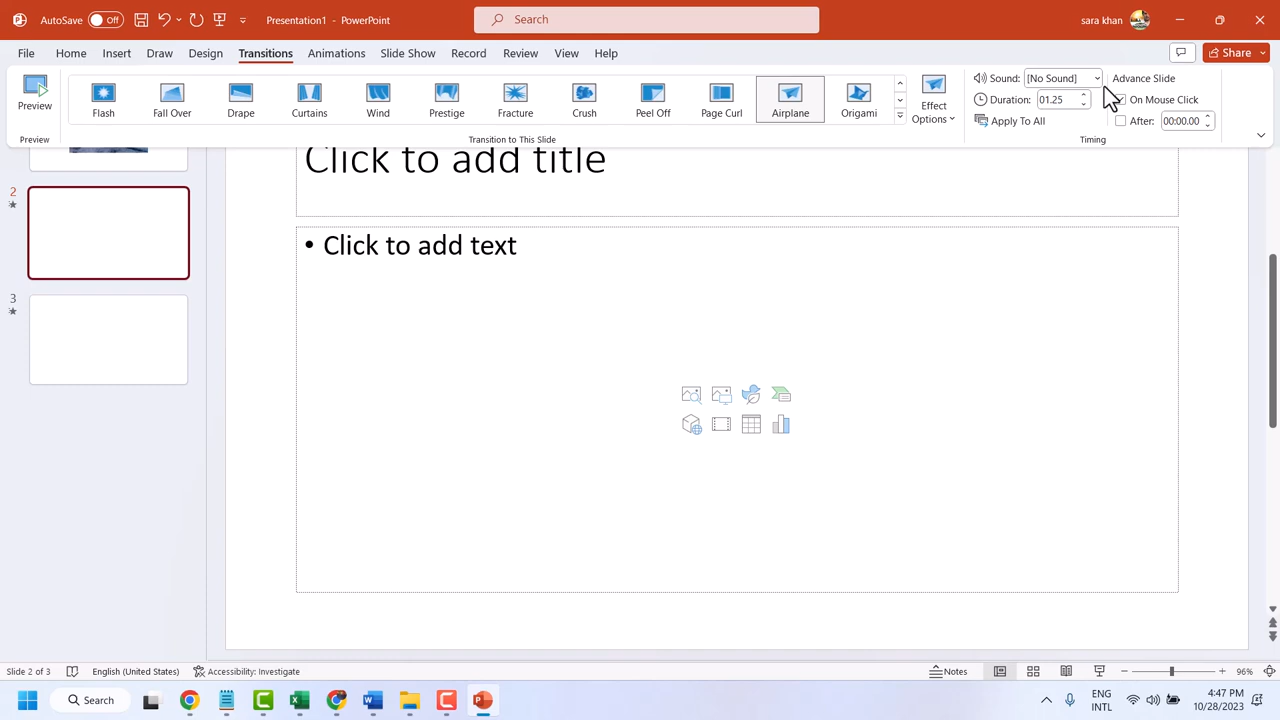 AutoSave Off
Presentation1 - PowerPoint
Search
sara khan
File Home Insert Draw Design Transitions Animations Slide Show Record Review View Help
Share
Preview
Preview
Flash Fall Over Drape Curtains Wind Prestige Fracture Crush Peel Off Page Curl Airplane Origami
Transition to This Slide
Effect
Options
Sound: [No Sound]
Duration: 01.25
Apply To All
Advance Slide
On Mouse Click
After: 00:00.00
Timing
2
3
Click to add title
• Click to add text
Slide 2 of 3
English (United States)
Accessibility: Investigate
Notes
96%
Search
ENG
INTL
4:47 PM
10/28/2023